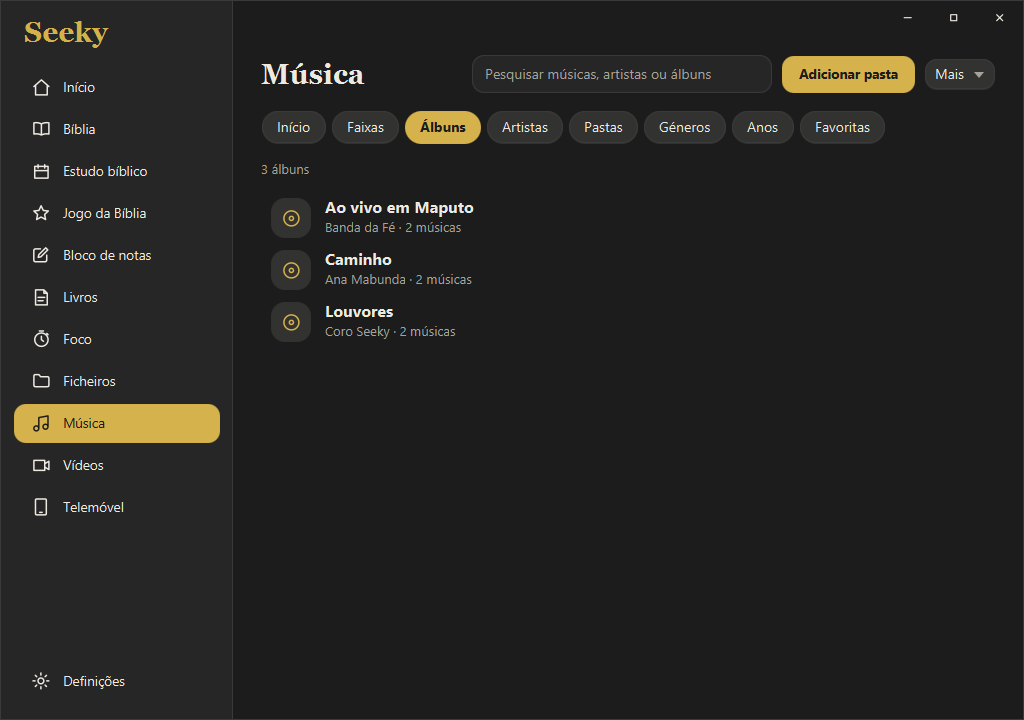 Seeky
Início
Bíblia
Estudo bíblico
Jogo da Bíblia
Bloco de notas
Livros
Foco
Ficheiros
Música
Vídeos
Telemóvel
Definições
Música
Pesquisar músicas, artistas ou álbuns
Adicionar pasta
Mais
Início
Faixas
Álbuns
Artistas
Pastas
Géneros
Anos
Favoritas
3 álbuns
Ao vivo em Maputo
Banda da Fé · 2 músicas
Caminho
Ana Mabunda · 2 músicas
Louvores
Coro Seeky · 2 músicas